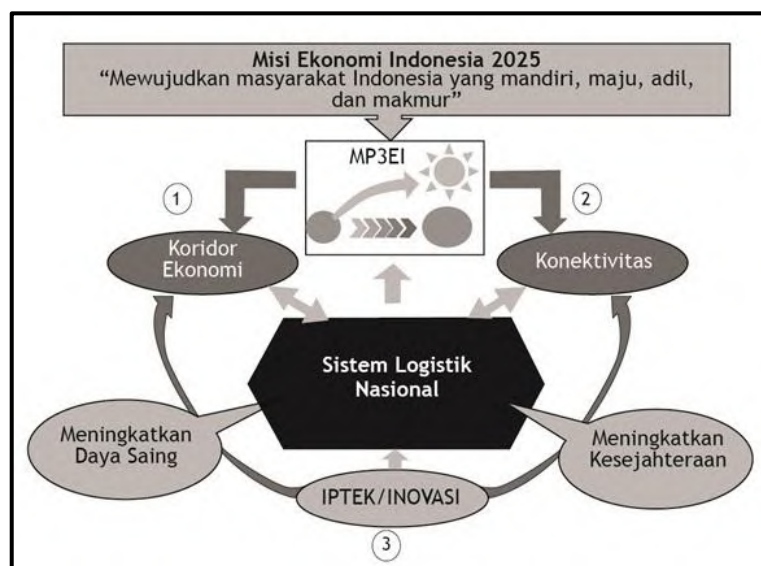 Misi Ekonomi Indonesia 2025
“Mewujudkan masyarakat Indonesia yang mandiri, maju, adil,
dan makmur”
MP3EI
1
2
Koridor
Ekonomi
Konektivitas
Sistem Logistik
Nasional
Meningkatkan
Daya Saing
Meningkatkan
Kesejahteraan
IPTEK/INOVASI
3